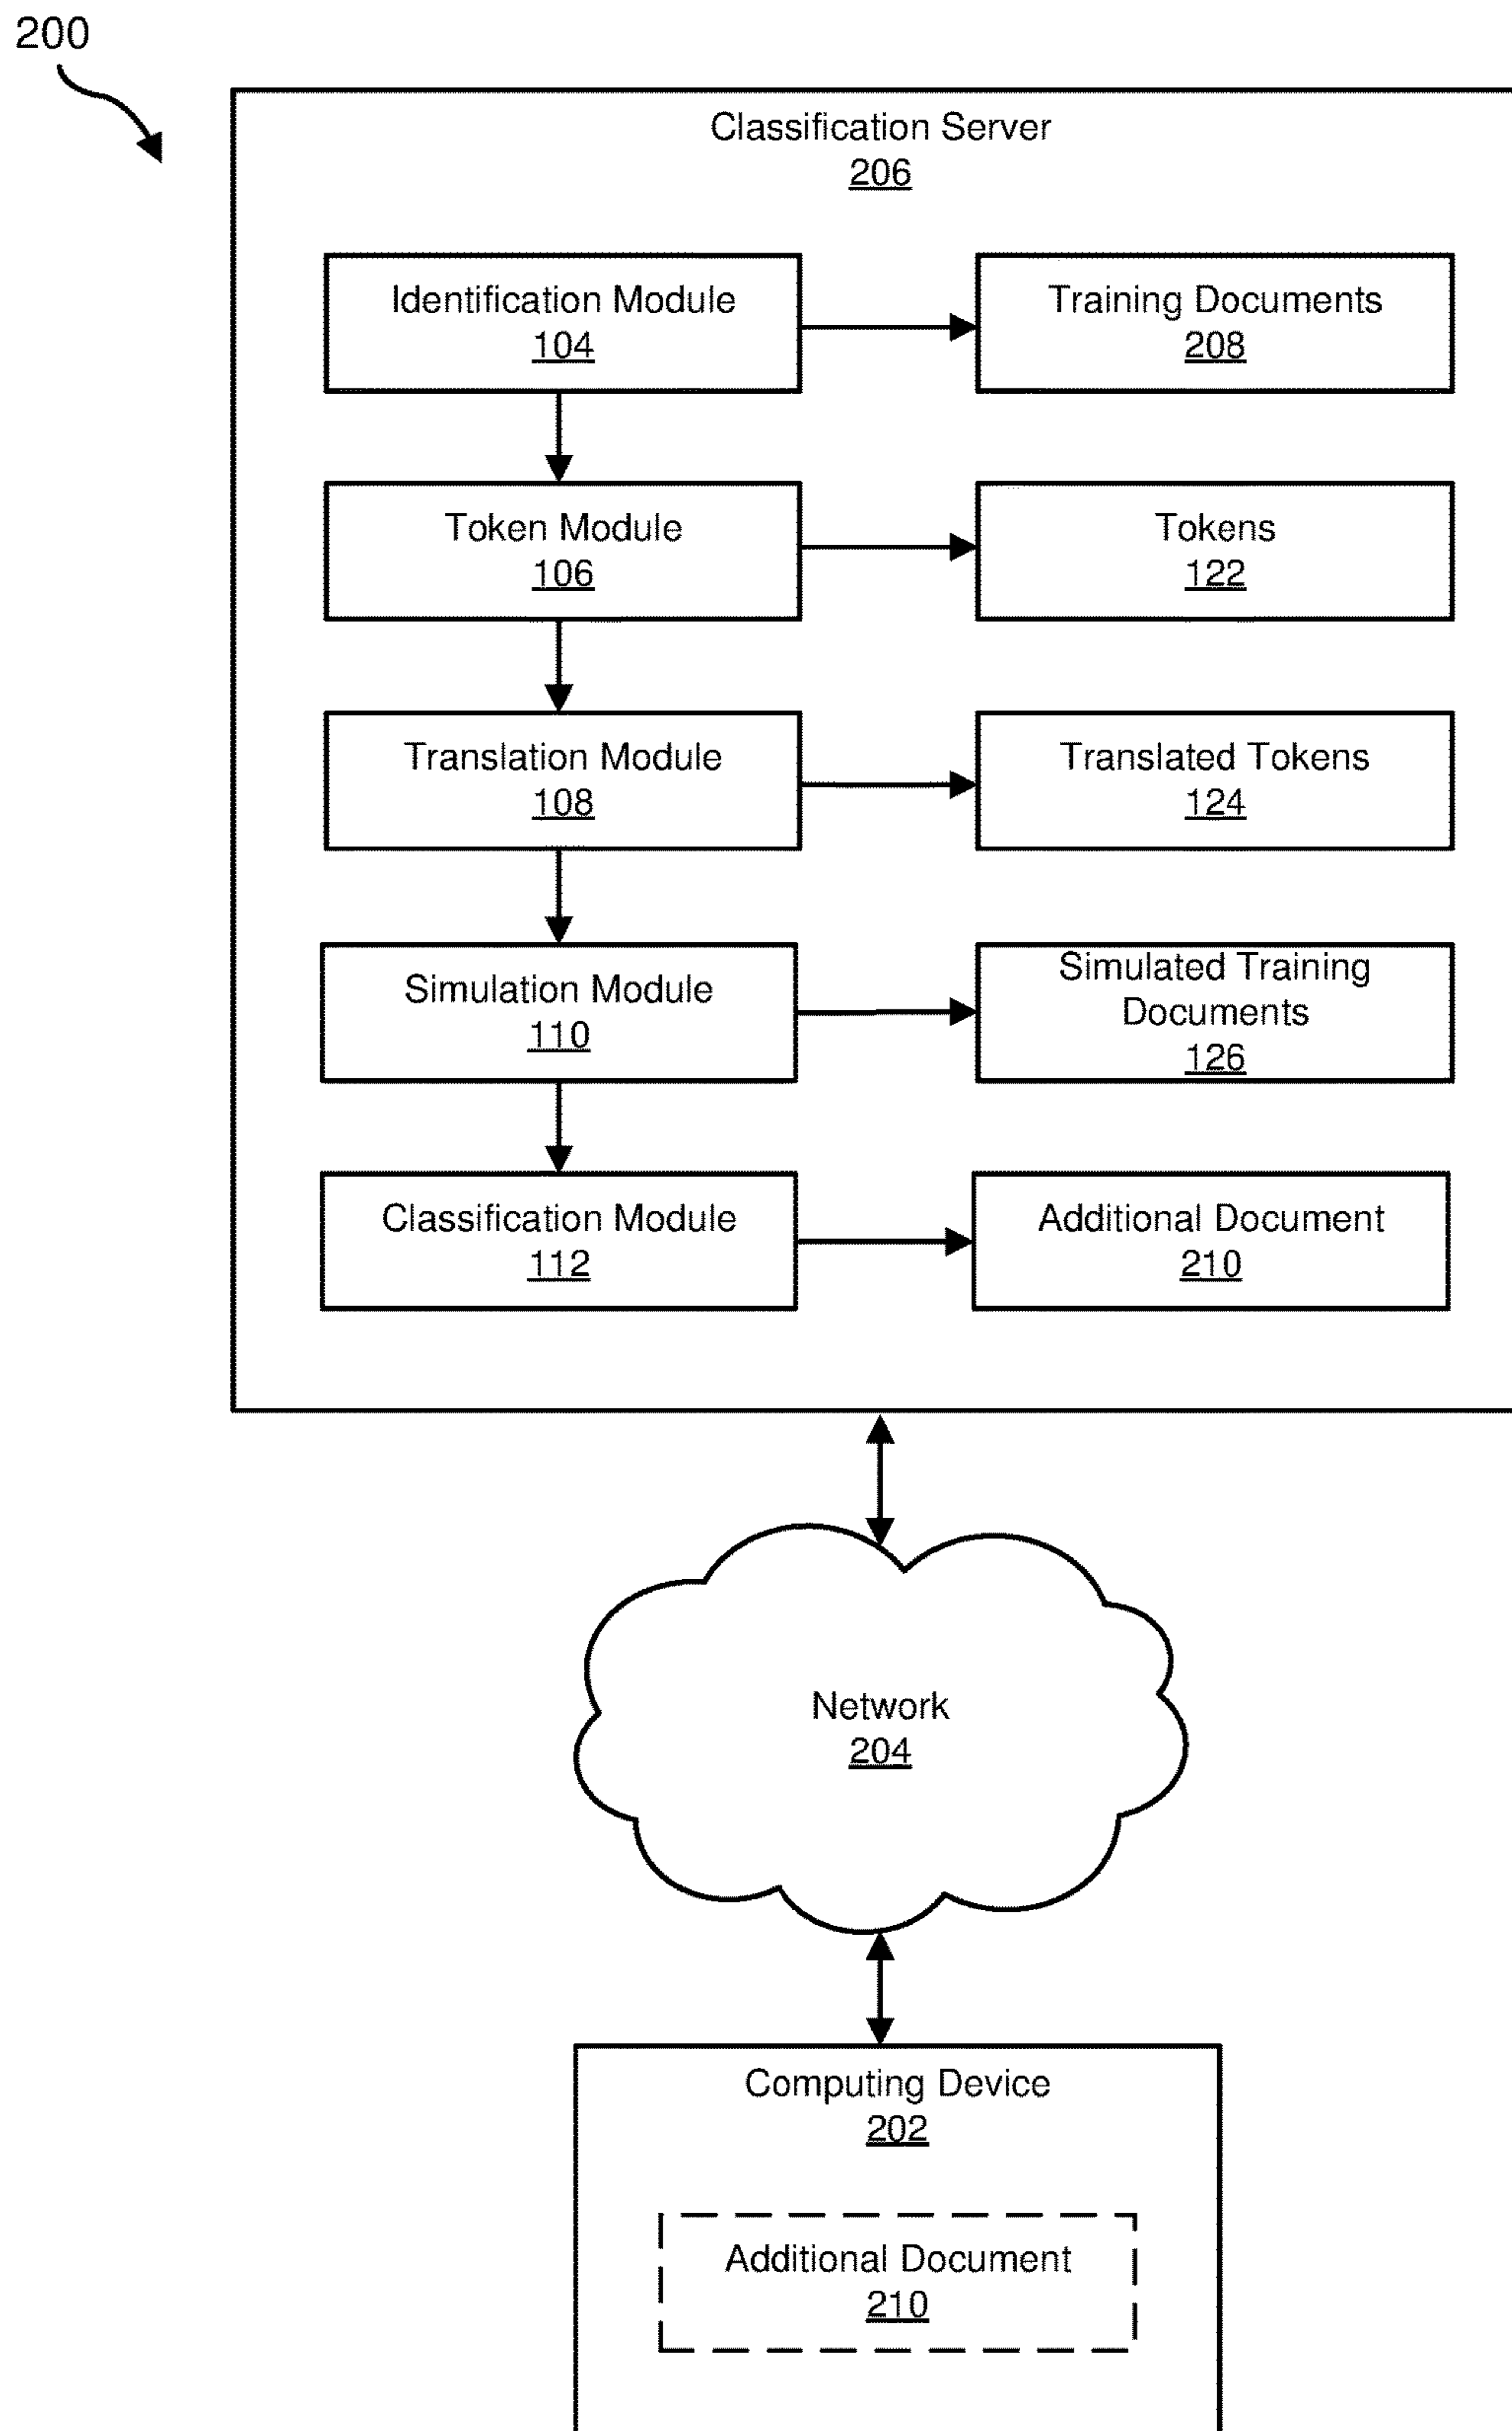 200
Classification Server
206
Identification Module
104
Training Documents
208
Token Module
106
Tokens
122
Translation Module
108
Translated Tokens
124
Simulation Module
110
Simulated Training
Documents
126
Classification Module
112
Additional Document
210
Network
204
Computing Device
202
Additional Document
210